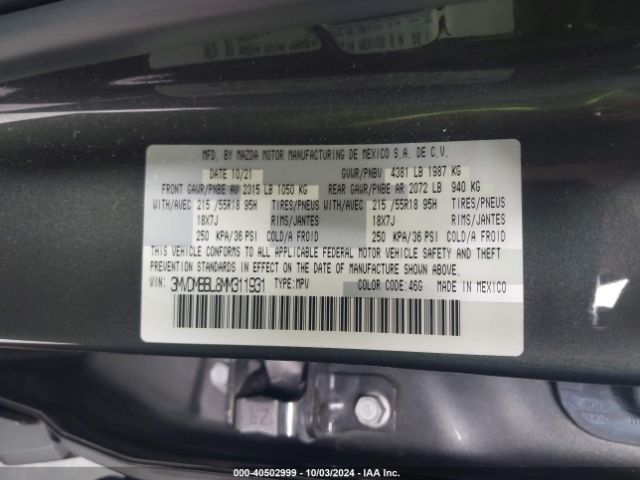 MFD. BY MAZDA MOTOR MANUFACTURING DE MEXICO S.A. DE C.V.
DATE 10/21 GVWR/PNBV 4381 LB 1987 KG
FRONT GAWR/PNBE AV 2315 LB 1050 KG REAR GAWR/PNBE AR 2072 LB 940 KG
WITH/AVEC 215 /55R18 95H TIRES/PNEUS WITH/AVEC 215 /55R18 95H TIRES/PNEUS
18X7J RIMS/JANTES 18X7J RIMS/JANTES
250 KPA/36 PSI COLD/A FROID 250 KPA/36 PSI COLD/A FROID
THIS VEHICLE CONFORMS TO ALL APPLICABLE FEDERAL MOTOR VEHICLE SAFETY AND THEFT
PREVENTION STANDARDS IN EFFECT ON THE DATE OF MANUFACTURE SHOWN ABOVE.
VIN: 3MVDMBBL8MM311931 TYPE:MPV COLOR CODE:46G MADE IN MEXICO
000-40502999 - 10/03/2024 - IAA Inc.